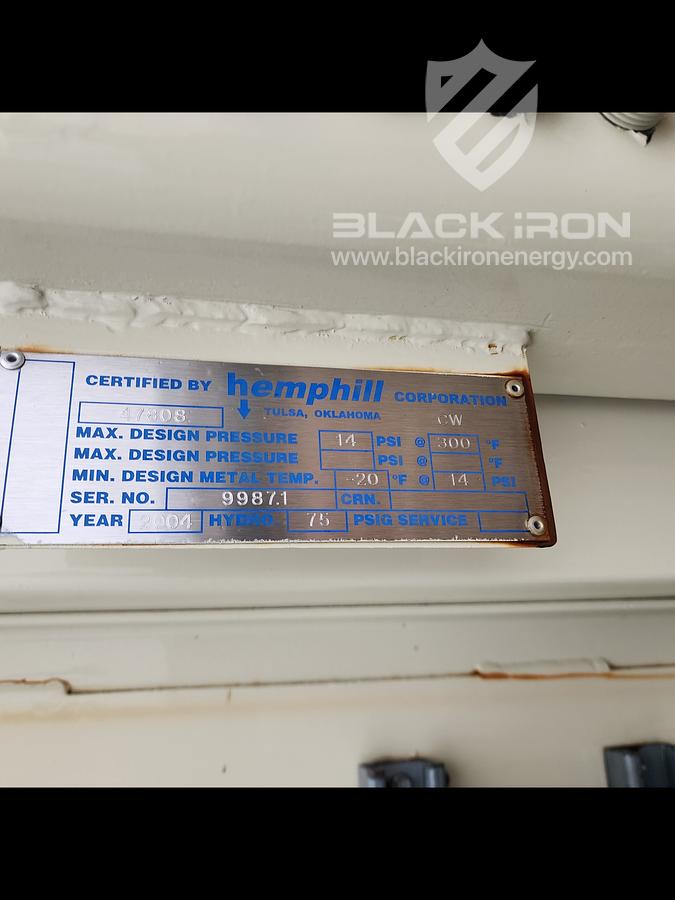 BLACK iRON
www.blackironenergy.com
CERTIFIED BY hemphill CORPORATION
47808 TULSA, OKLAHOMA CW
MAX. DESIGN PRESSURE 14 PSI @ 300 °F
MAX. DESIGN PRESSURE PSI @ °F
MIN. DESIGN METAL TEMP. -20 °F @ 14 PSI
SER. NO. 9987.1 CRN.
YEAR 2004 HYDRO. 75 PSIG SERVICE